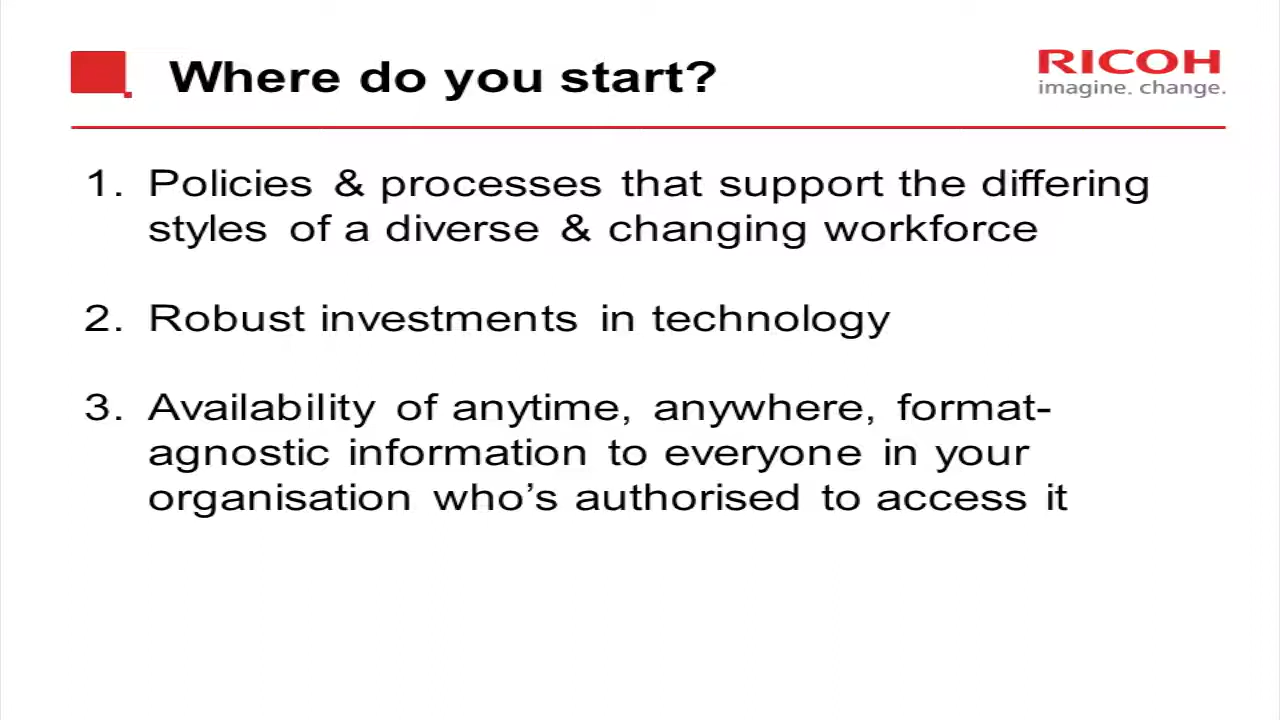 Where do you start?
RICOH
imagine. change.
1. Policies & processes that support the differing
styles of a diverse & changing workforce
2. Robust investments in technology
3. Availability of anytime, anywhere, format-
agnostic information to everyone in your
organisation who’s authorised to access it